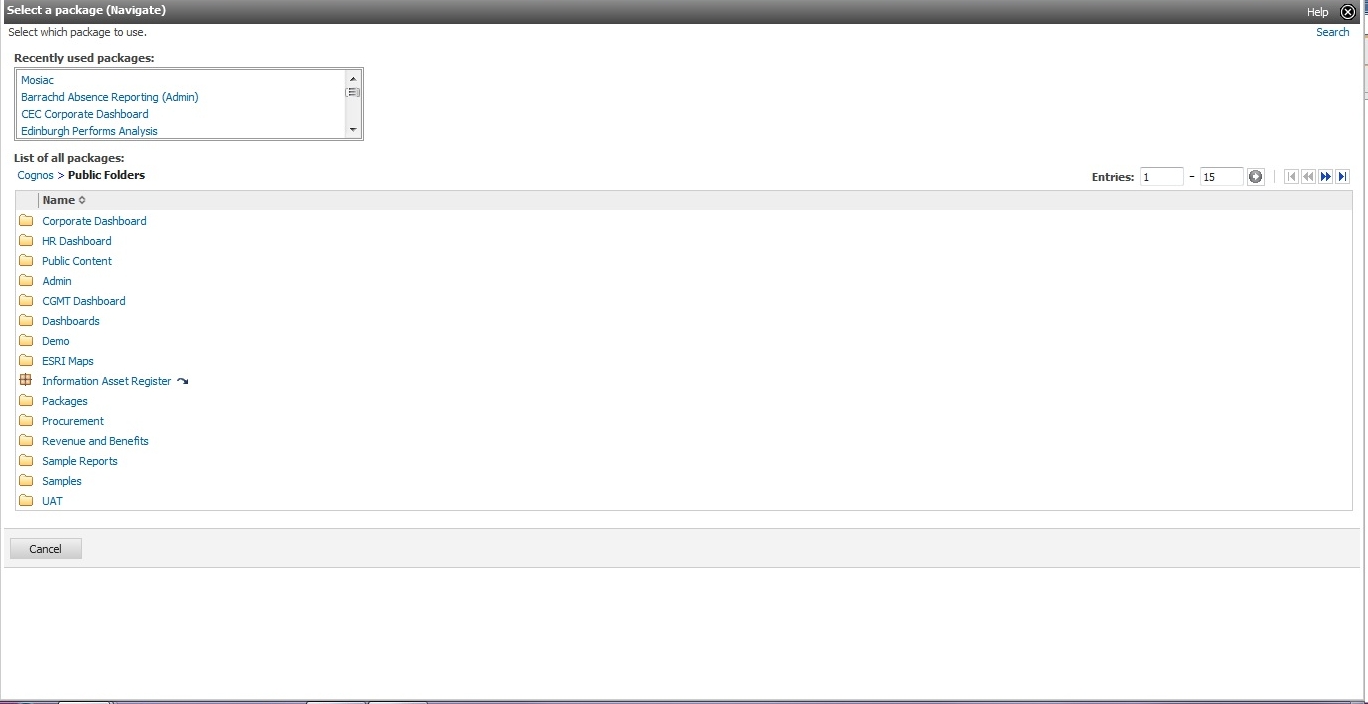 Select a package (Navigate)
Help
Select which package to use.
Search
Recently used packages:
Mosiac
Barrachd Absence Reporting (Admin)
CEC Corporate Dashboard
Edinburgh Performs Analysis
List of all packages:
Cognos > Public Folders
Entries: 1 - 15
Name
Corporate Dashboard
HR Dashboard
Public Content
Admin
CGMT Dashboard
Dashboards
Demo
ESRI Maps
Information Asset Register
Packages
Procurement
Revenue and Benefits
Sample Reports
Samples
UAT
Cancel